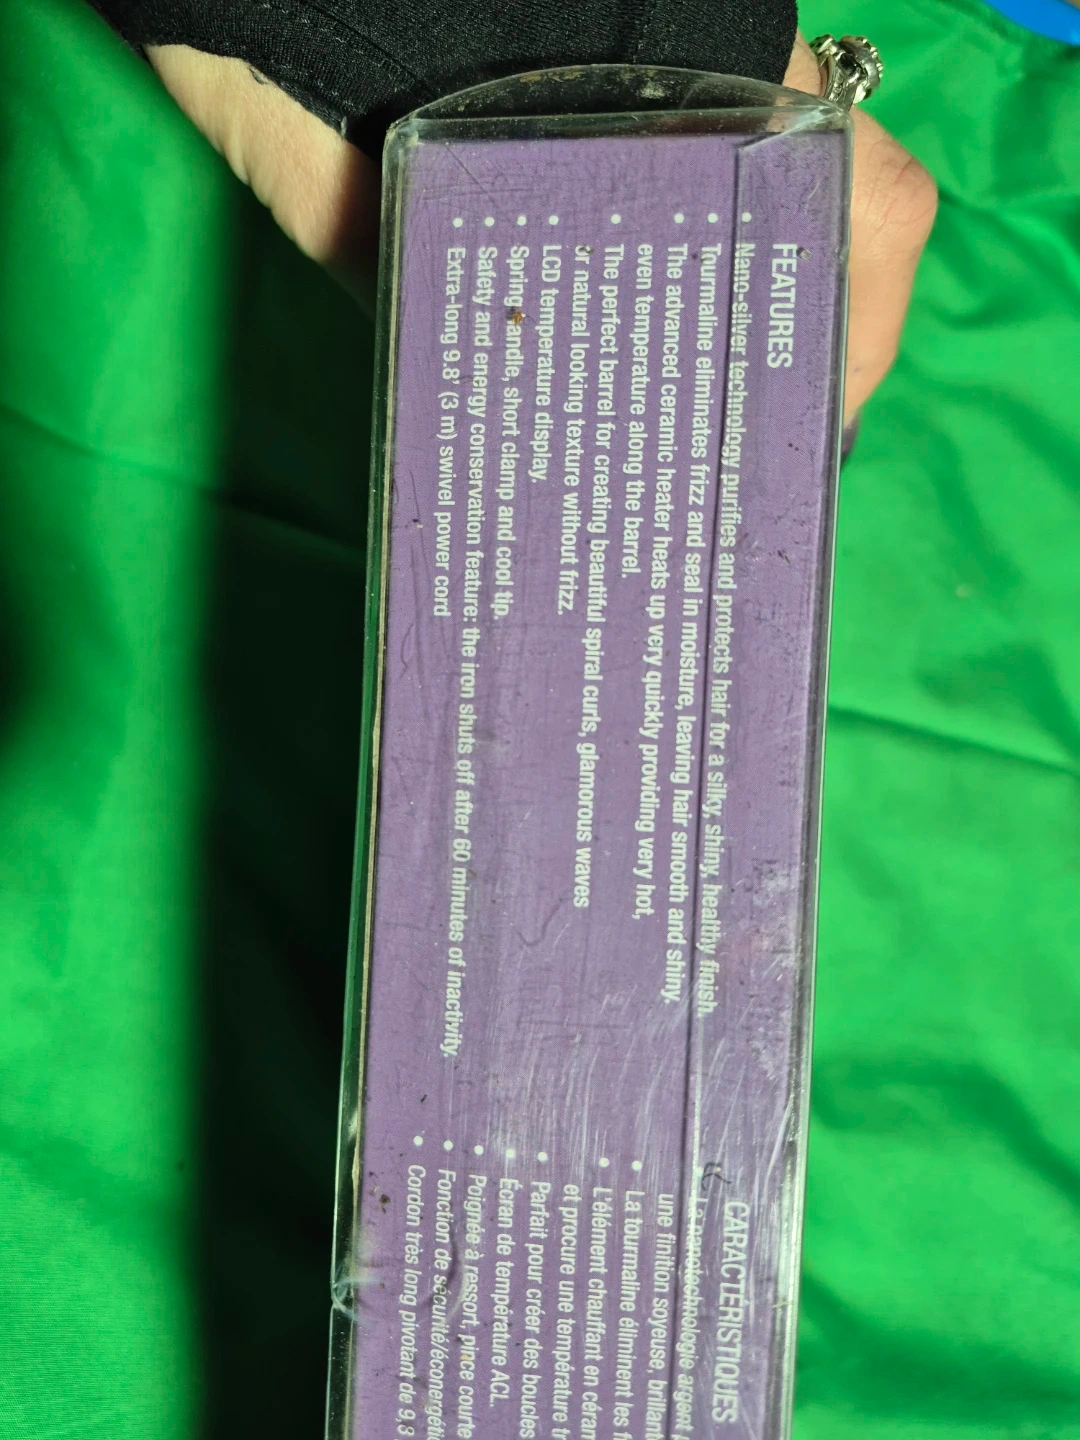 FEATURES
• Nano-silver technology purifies and protects hair for a silky, shiny, healthy finish.
• Tourmaline eliminates frizz and seal in moisture, leaving hair smooth and shiny.
• The advanced ceramic heater heats up very quickly providing very hot,
even temperature along the barrel.
• The perfect barrel for creating beautiful spiral curls, glamorous waves
or natural looking texture without frizz.
• LCD temperature display.
• Spring handle, short clamp and cool tip.
• Safety and energy conservation feature: the iron shuts off after 60 minutes of inactivity.
• Extra-long 9.8' (3 m) swivel power cord
CARACTÉRISTIQUES
• La nanotechnologie argent
une finition soyeuse, brillant
• La tourmaline éliminent les
• L'élément chauffant en
et procure une température
• Parfait pour créer des boucles
• Écran de température ACL.
• Poignée à ressort, pince courte
• Fonction de
• Cordon très long pivotant de 9,8